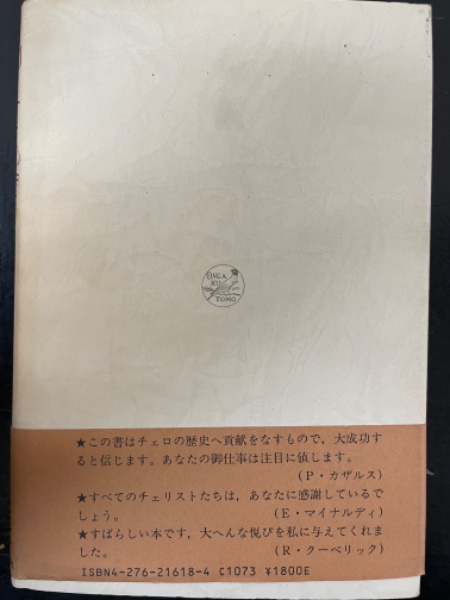 ONGA
KU
TOMO
★この書はチェロの歴史へ貢献をなすもので，大成功す
ると信じます。あなたの御仕事は注目に値します。
（P・カザルス）
★すべてのチェリストたちは，あなたに感謝しているで
しょう。（E・マイナルディ）
★すばらしい本です，大へんな悦びを私に与えてくれま
した。（R・クーベリック）
ISBN4-276-21618-4 C1073 ¥1800E